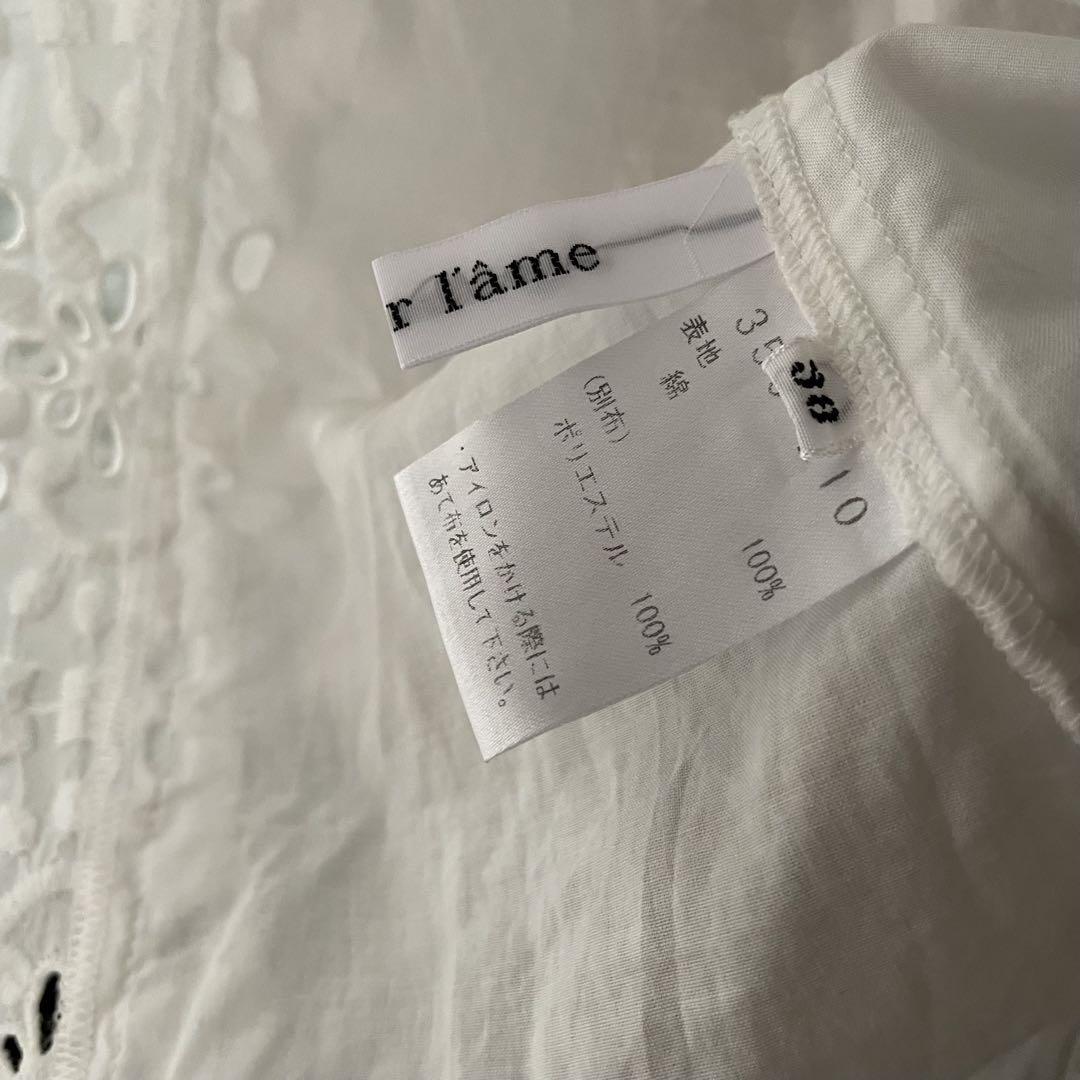 r l'âme
38
10
表地
綿 100%
(別布)
ポリエステル 100%
・アイロンをかける際には
あて布を使用して下さい。